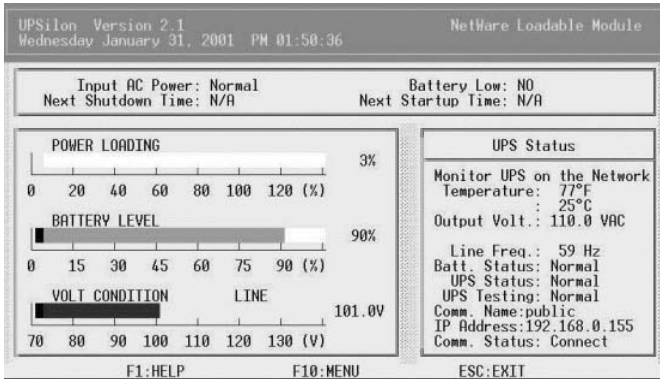 UPSilon Version 2.1
NetWare Loadable Module
Wednesday January 31, 2001 PM 01:50:36
Input AC Power: Normal
Battery Low: NO
Next Shutdown Time: N/A
Next Startup Time: N/A
POWER LOADING
3%
0 20 40 60 80 100 120 (%)
BATTERY LEVEL
90%
0 15 30 45 60 75 90 (%)
VOLT CONDITION LINE
101.0V
70 80 90 100 110 120 130 (V)
UPS Status
Monitor UPS on the Network
Temperature: 77°F
: 25°C
Output Volt.: 110.0 VAC
Line Freq.: 59 Hz
Batt. Status: Normal
UPS Status: Normal
UPS Testing: Normal
Comm. Name:public
IP Address:192.168.0.155
Comm. Status: Connect
F1:HELP F10:MENU ESC:EXIT